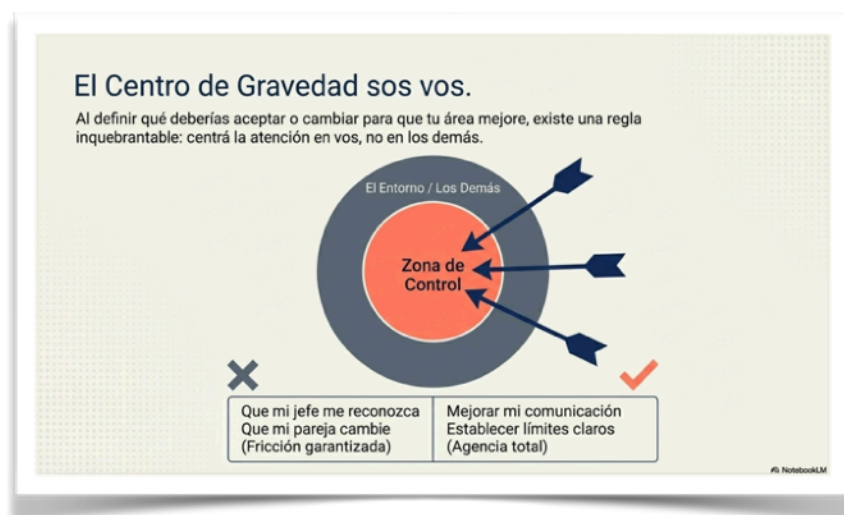 El Centro de Gravedad sos vos.
Al definir qué deberías aceptar o cambiar para que tu área mejore, existe una regla
inquebrantable: centrá la atención en vos, no en los demás.
El Entorno / Los Demás
Zona de
Control
Que mi jefe me reconozca
Que mi pareja cambie
(Fricción garantizada)
Mejorar mi comunicación
Establecer límites claros
(Agencia total)
NotebookLM